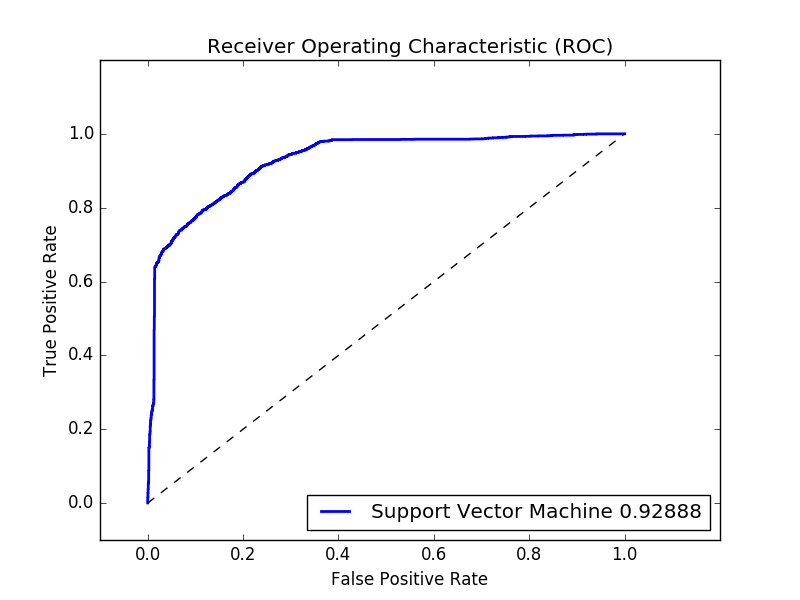 Receiver Operating Characteristic (ROC)
True Positive Rate
1.0
0.8
0.6
0.4
0.2
0.0
Support Vector Machine 0.92888
0.0 0.2 0.4 0.6 0.8 1.0
False Positive Rate